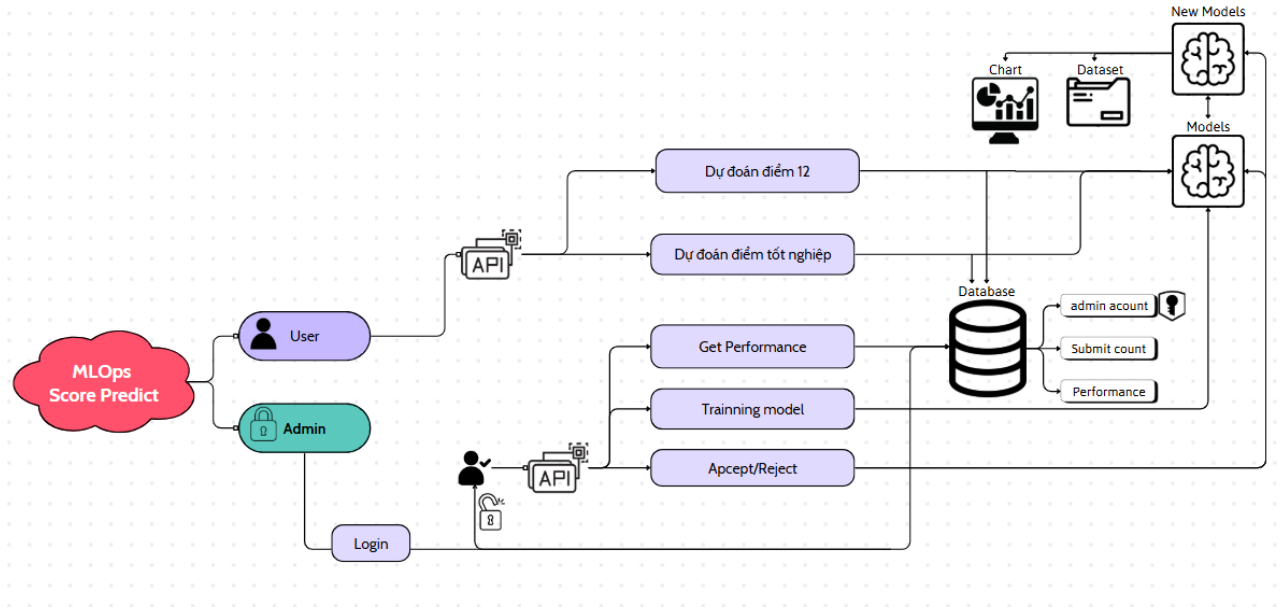 New Models
Chart
Dataset
Models
Dự đoán điểm 12
API
Dự đoán điểm tốt nghiệp
Database
admin acount
User
Submit count
Get Performance
MLOps
Score Predict
Performance
Trainning model
Admin
Apcept/Reject
API
Login